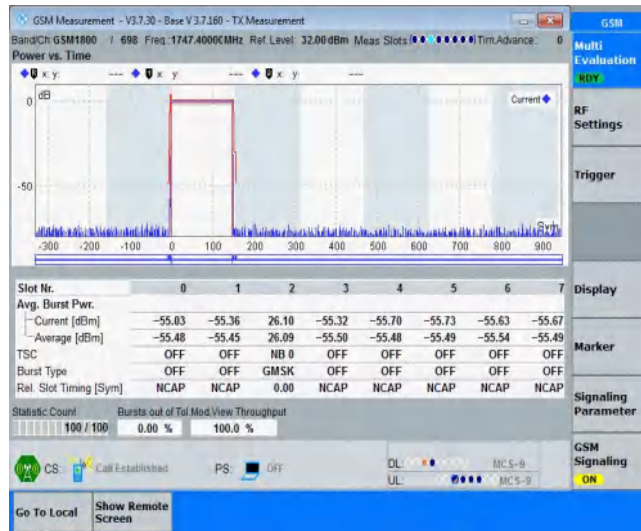 GSM Measurement - V3.7.30 - Base V 3.7.160 - TX Measurement
GSM
Band/Ch: GSM1800 / 698 Freq.:1747.40000MHz Ref. Level: 32.00 dBm Meas Slots: Tim.Advance: 0
Multi Evaluation
RDY
Power vs. Time
x: y: --- x: y: --- x: y: ---
dB
Current
0
-50
Sym
-300 -200 -100 0 100 200 300 400 500 600 700 800 900
RF Settings
Trigger
Slot Nr. 0 1 2 3 4 5 6 7
Avg. Burst Pwr.
Current [dBm] -55.03 -55.36 26.10 -55.32 -55.70 -55.73 -55.63 -55.67
Average [dBm] -55.48 -55.45 26.09 -55.50 -55.48 -55.49 -55.54 -55.49
TSC OFF OFF NB 0 OFF OFF OFF OFF OFF
Burst Type OFF OFF GMSK OFF OFF OFF OFF OFF
Rel. Slot Timing [Sym] NCAP NCAP 0.00 NCAP NCAP NCAP NCAP NCAP
Display
Marker
Signaling Parameter
Statistic Count Bursts out of Tol. Mod.View Throughput
100 / 100 0.00 % 100.0 %
CS: Call Established PS: OFF
DL: MCS-9
UL: MCS-9
GSM Signaling
ON
Go To Local
Show Remote Screen